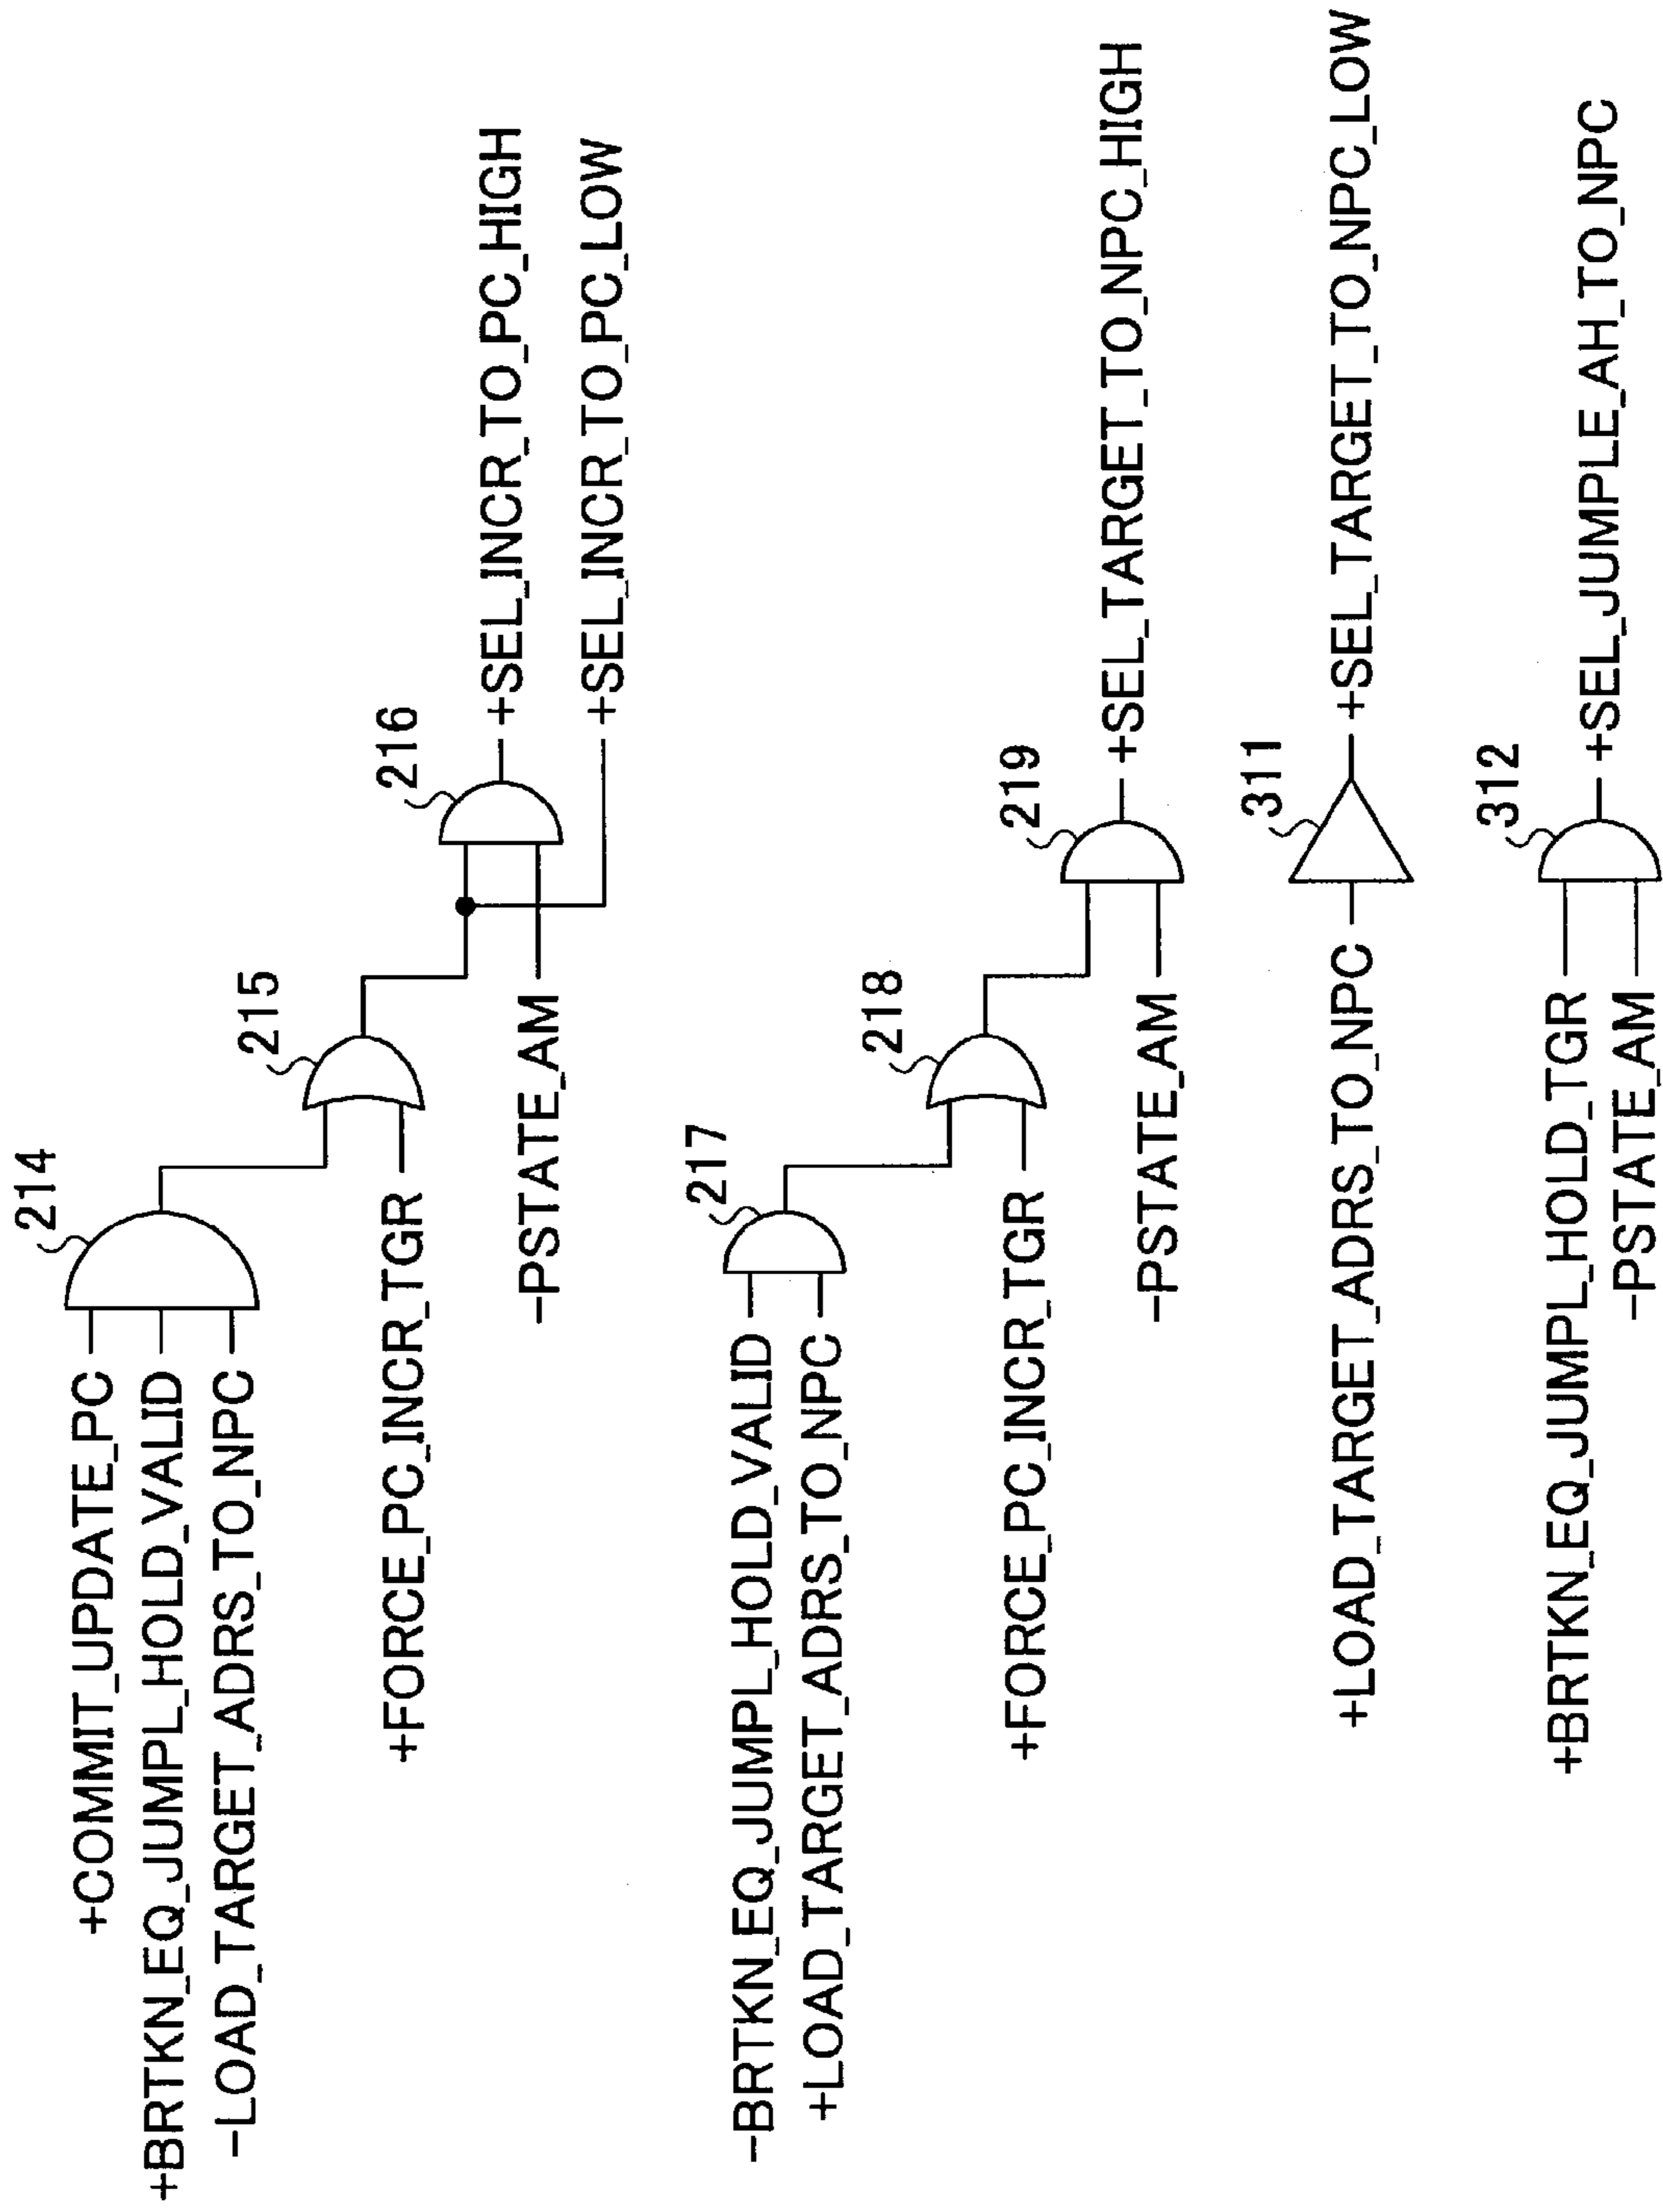 +COMMIT_UPDATE_PC
+BRTKN_EQ_JUMPL_HOLD_VALID
-LOAD_TARGET_ADRS_TO_NPC
214
+FORCE_PC_INCR_TGR
215
-PSTATE_AM
216
+SEL_INCR_TO_PC_HIGH
+SEL_INCR_TO_PC_LOW
-BRTKN_EQ_JUMPL_HOLD_VALID
+LOAD_TARGET_ADRS_TO_NPC
217
+FORCE_PC_INCR_TGR
218
-PSTATE_AM
219
+SEL_TARGET_TO_NPC_HIGH
+LOAD_TARGET_ADRS_TO_NPC
311
+SEL_TARGET_TO_NPC_LOW
+BRTKN_EQ_JUMPL_HOLD_TGR
-PSTATE_AM
312
+SEL_JUMPLE_AH_TO_NPC